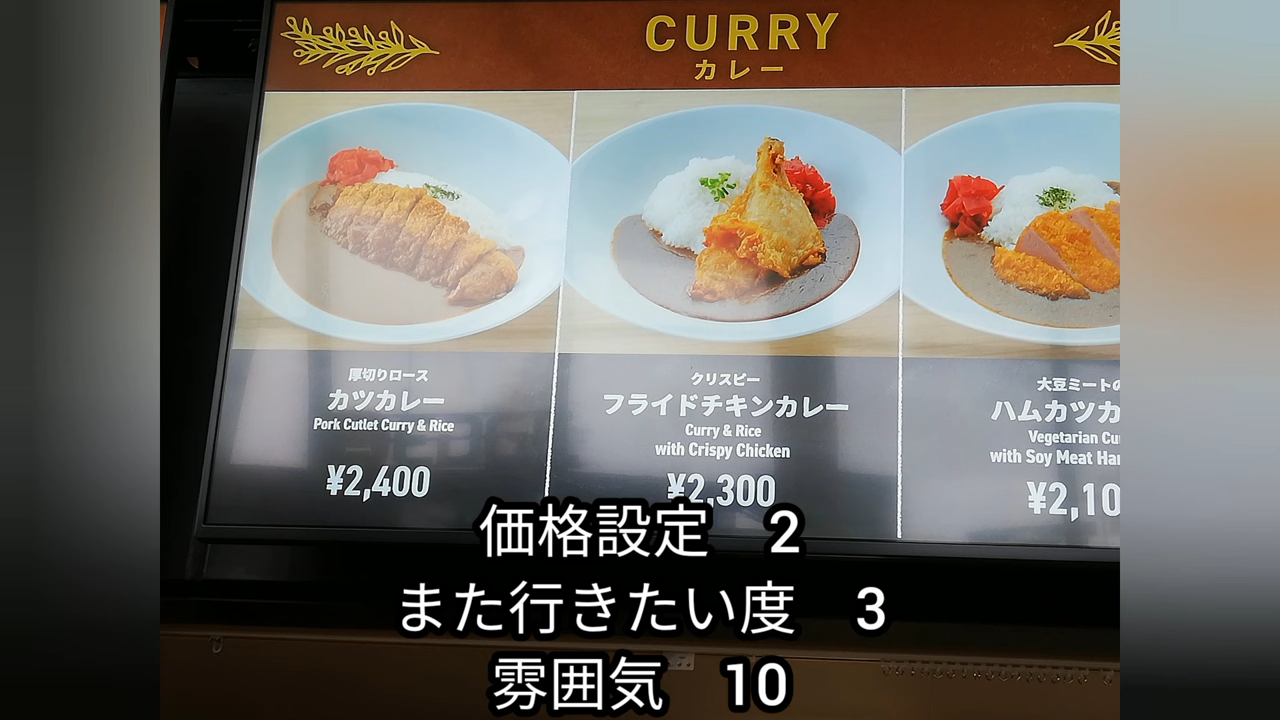 CURRY
カレー
厚切りロース
カツカレー
Pork Cutlet Curry & Rice
¥2,400
クリスピー
フライドチキンカレー
Curry & Rice
with Crispy Chicken
¥2,300
大豆ミートの
ハムカツカ
Vegetarian Cu
with Soy Meat Ha
¥2,10
価格設定 2
また行きたい度 3
雰囲気 10